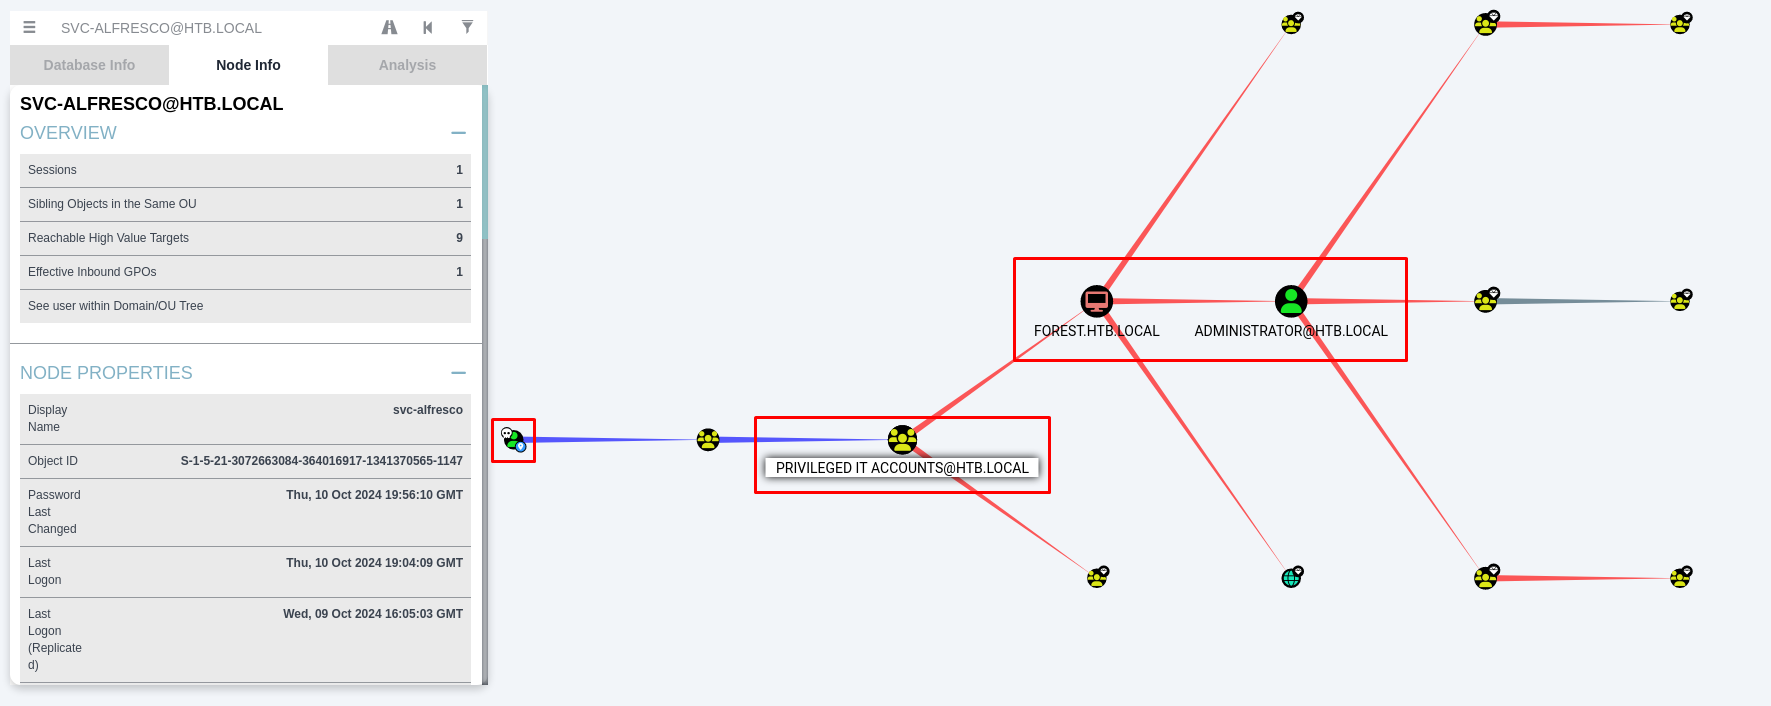 SVC-ALFRESCO@HTB.LOCAL
Database Info
Node Info
Analysis
SVC-ALFRESCO@HTB.LOCAL
OVERVIEW
Sessions 1
Sibling Objects in the Same OU 1
Reachable High Value Targets 9
Effective Inbound GPOs 1
See user within Domain/OU Tree
NODE PROPERTIES
Display
Name
svc-alfresco
Object ID S-1-5-21-3072663084-364016917-1341370565-1147
Password
Last
Changed
Thu, 10 Oct 2024 19:56:10 GMT
Last
Logon
Thu, 10 Oct 2024 19:04:09 GMT
Last
Logon
(Replicate
d)
Wed, 09 Oct 2024 16:05:03 GMT
FOREST.HTB.LOCAL
ADMINISTRATOR@HTB.LOCAL
PRIVILEGED IT ACCOUNTS@HTB.LOCAL